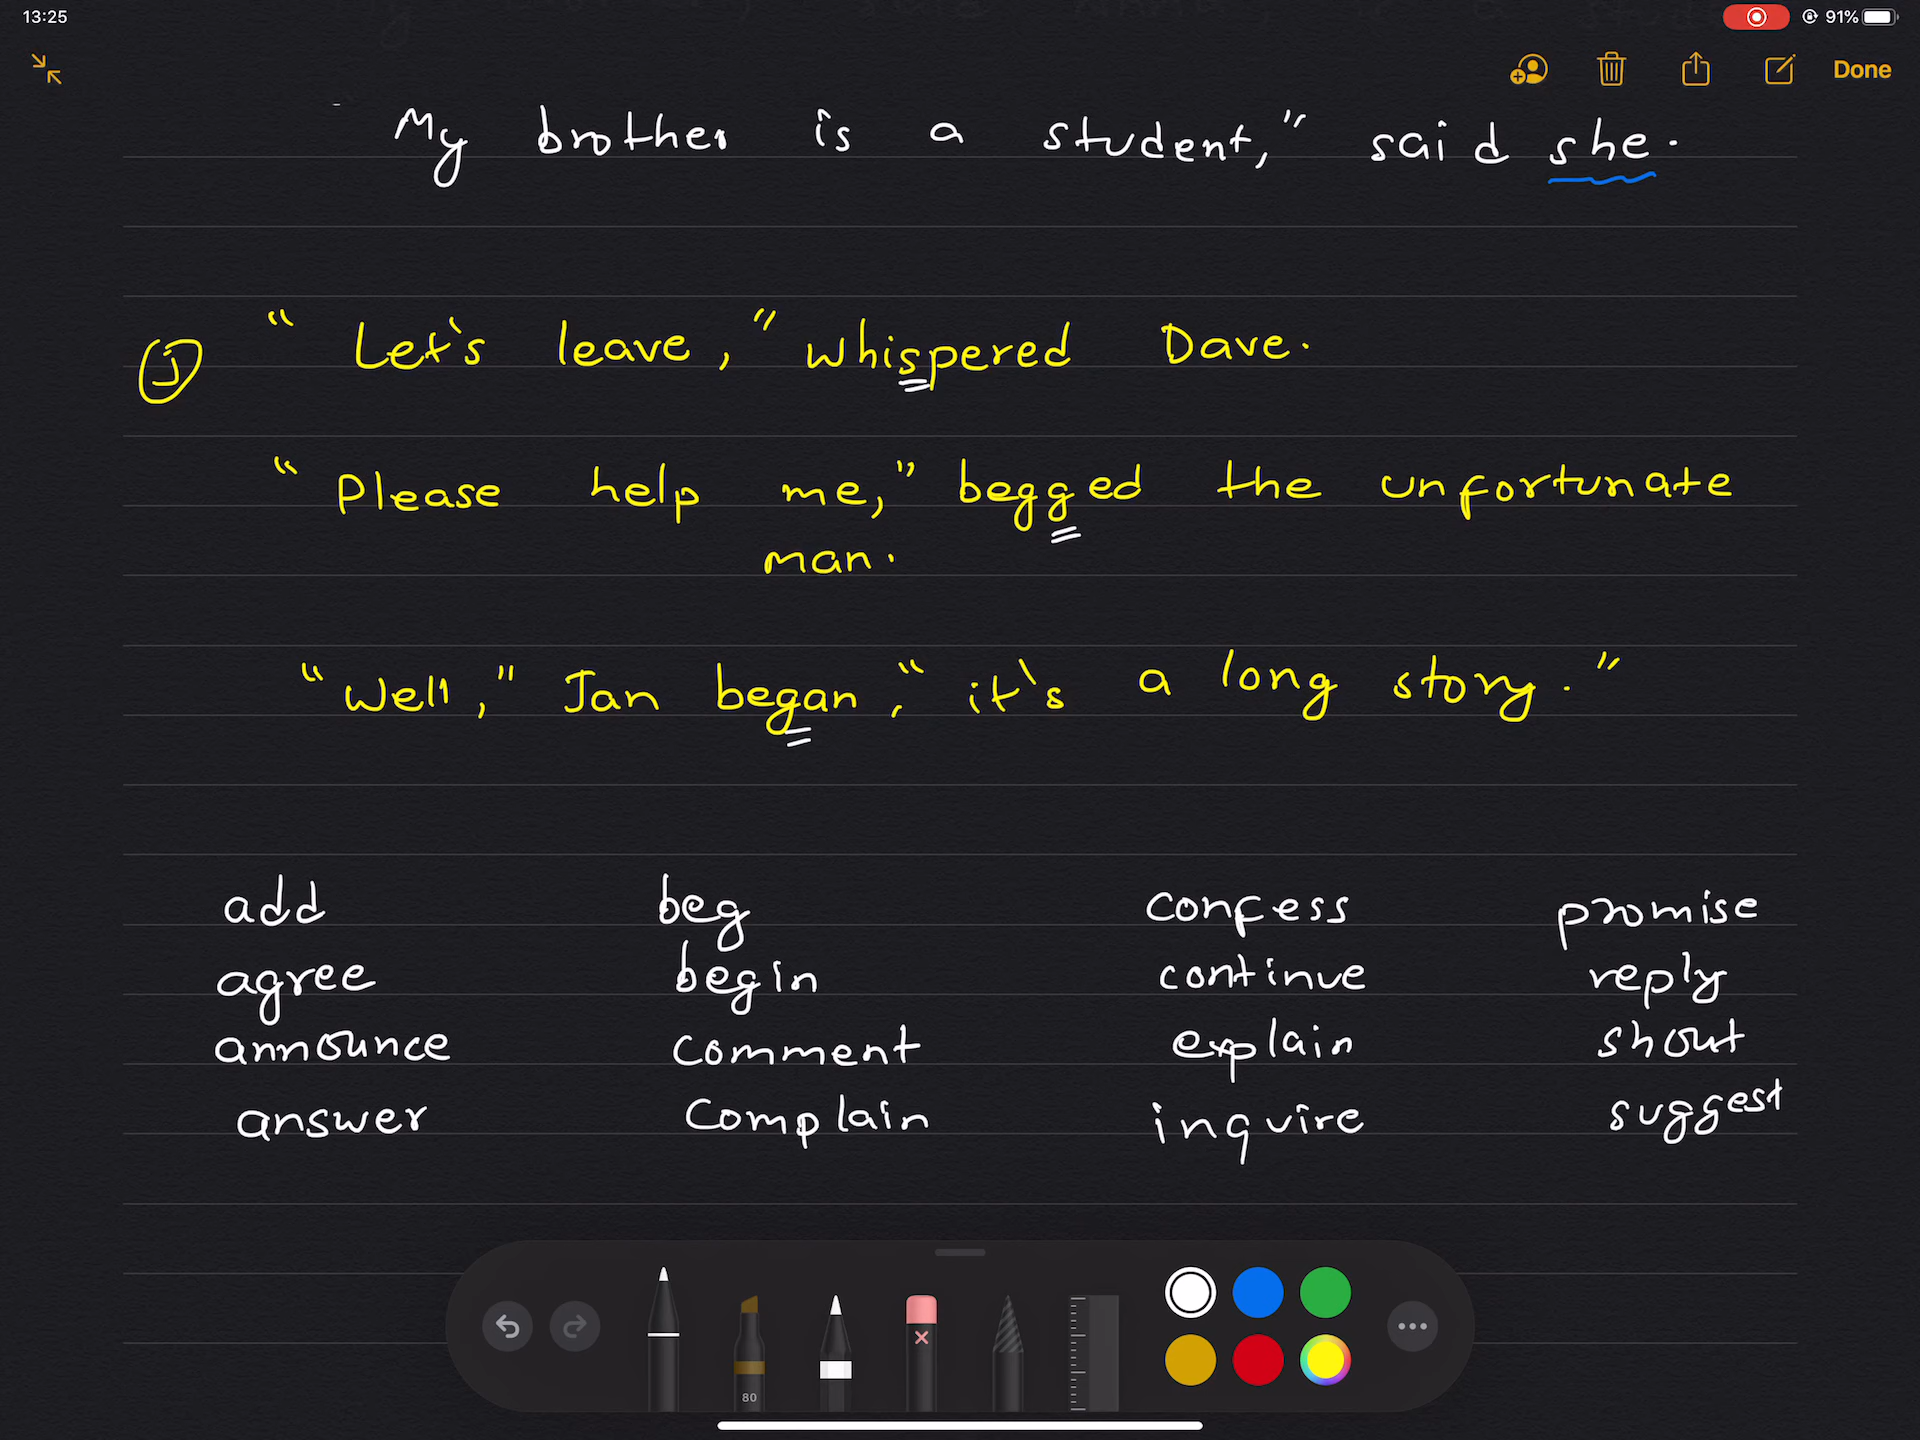 13:25
91%
Done
My brother is a student," said she.
① "Let's leave," whispered Dave.
"Please help me," begged the unfortunate
man.
"Well," Jan began, "it's a long story."
add beg confess promise
agree begin continue reply
announce comment explain shout
answer complain inquire suggest
80